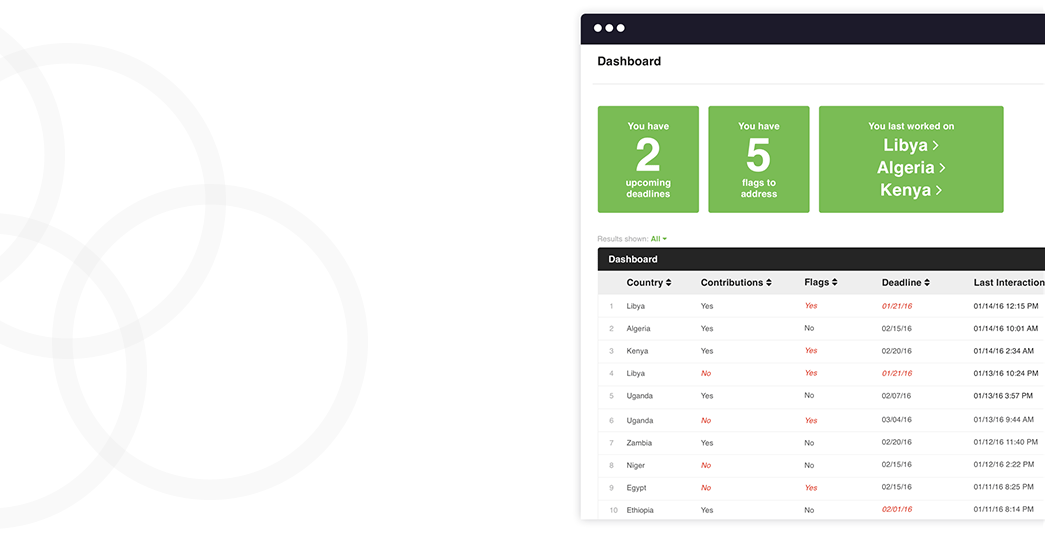 Dashboard
You have
2
upcoming
deadlines
You have
5
flags to
address
You last worked on
Libya
Algeria
Kenya
Results shown: All
Dashboard
Country Contributions Flags Deadline Last Interaction
1 Libya Yes Yes 01/21/16 01/14/16 12:15 PM
2 Algeria Yes No 02/15/16 01/14/16 10:01 AM
3 Kenya Yes Yes 02/20/16 01/14/16 2:34 AM
4 Libya No Yes 01/21/16 01/13/16 10:24 PM
5 Uganda Yes No 02/07/16 01/13/16 3:57 PM
6 Uganda No Yes 03/04/16 01/13/16 9:44 AM
7 Zambia Yes No 02/20/16 01/12/16 11:40 PM
8 Niger No No 02/15/16 01/12/16 2:22 PM
9 Egypt No Yes 02/15/16 01/11/16 8:25 PM
10 Ethiopia Yes No 02/01/16 01/11/16 8:14 PM